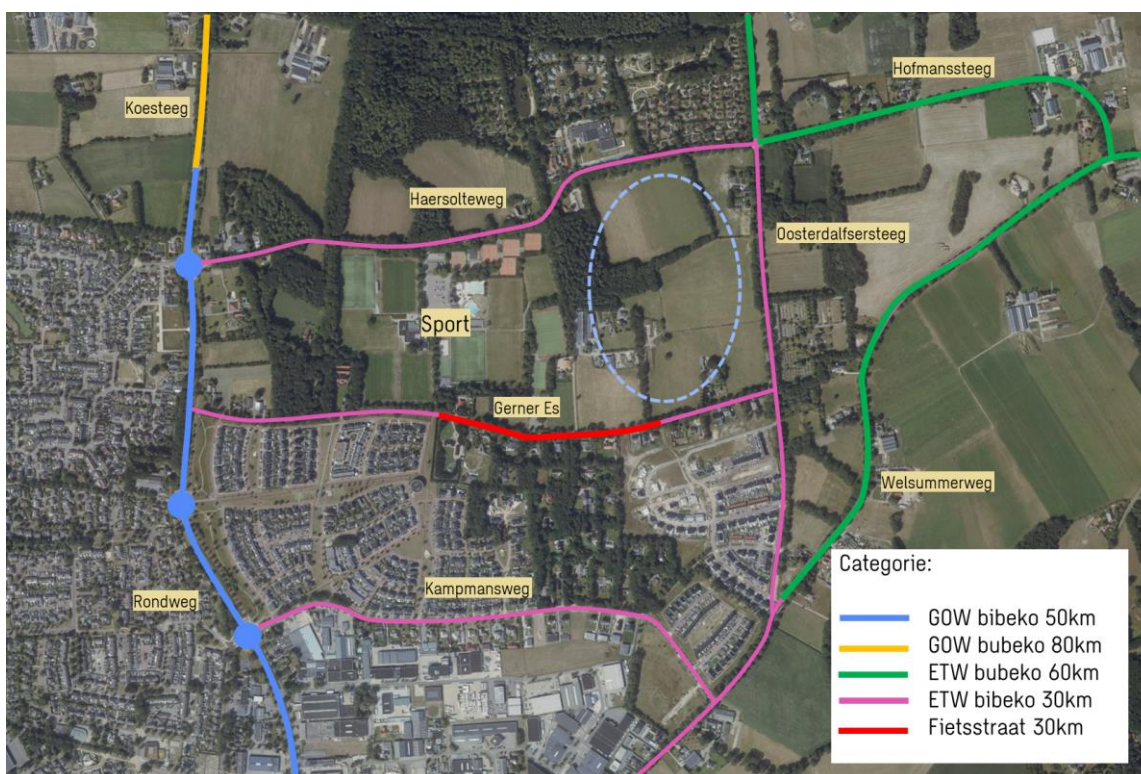 Koesteeg
Hofmanssteeg
Haersolteweg
Oosterdalfsersteeg
Sport
Gerner Es
Welsummerweg
Kampmansweg
Rondweg
Categorie:
GOW bibeko 50km
GOW bubeko 80km
ETW bubeko 60km
ETW bibeko 30km
Fietsstraat 30km